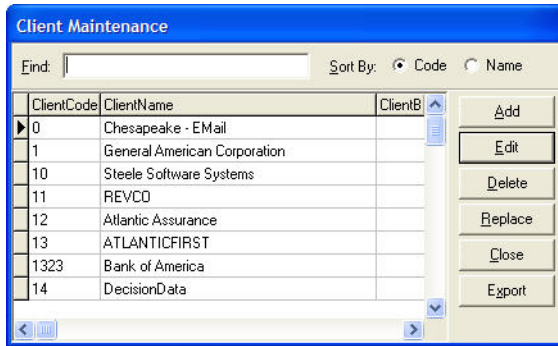 Client Maintenance
Find: Sort By: Code Name
ClientCode ClientName ClientB
0 Chesapeake - EMail
1 General American Corporation
10 Steele Software Systems
11 REVCO
12 Atlantic Assurance
13 ATLANTICFIRST
1323 Bank of America
14 DecisionData
Add
Edit
Delete
Replace
Close
Export